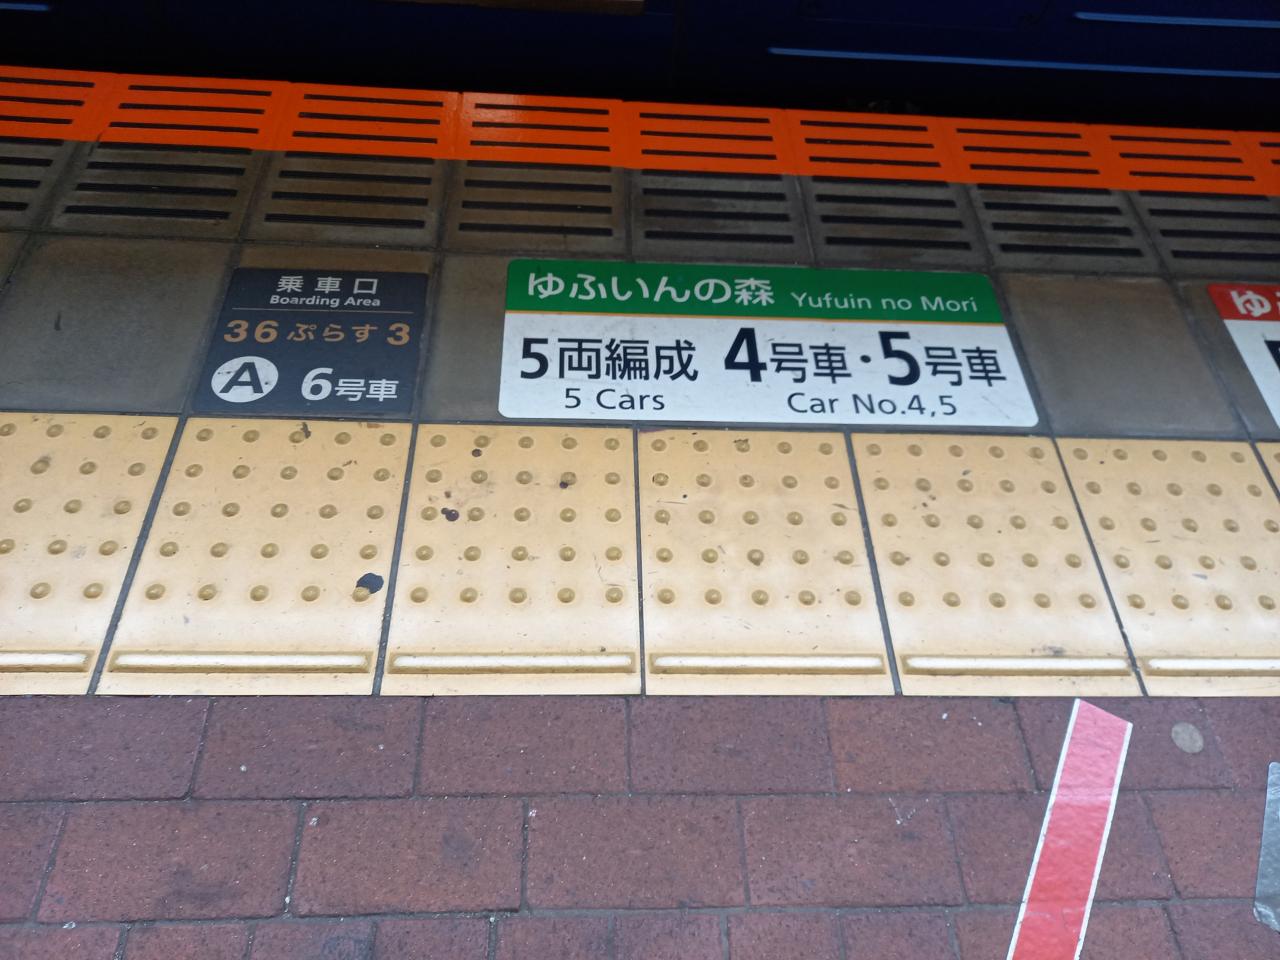 乗車口
Boarding Area
36ぷらす3
A 6号車
ゆふいんの森 Yufuin no Mori
5両編成 4号車・5号車
5 Cars Car No.4,5
ゆ